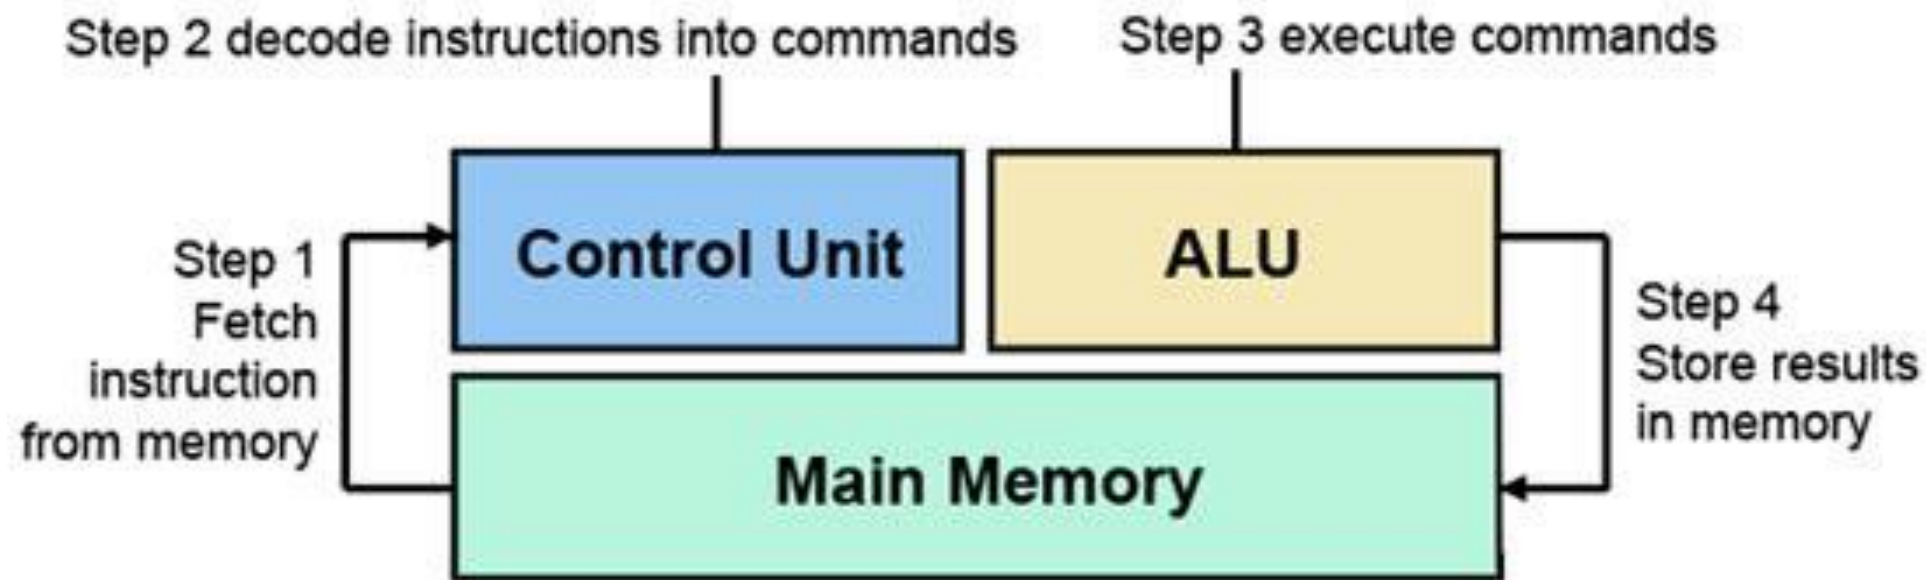 Step 2 decode instructions into commands
Step 3 execute commands
Control Unit
ALU
Step 1
Fetch
instruction
from memory
Step 4
Store results
in memory
Main Memory